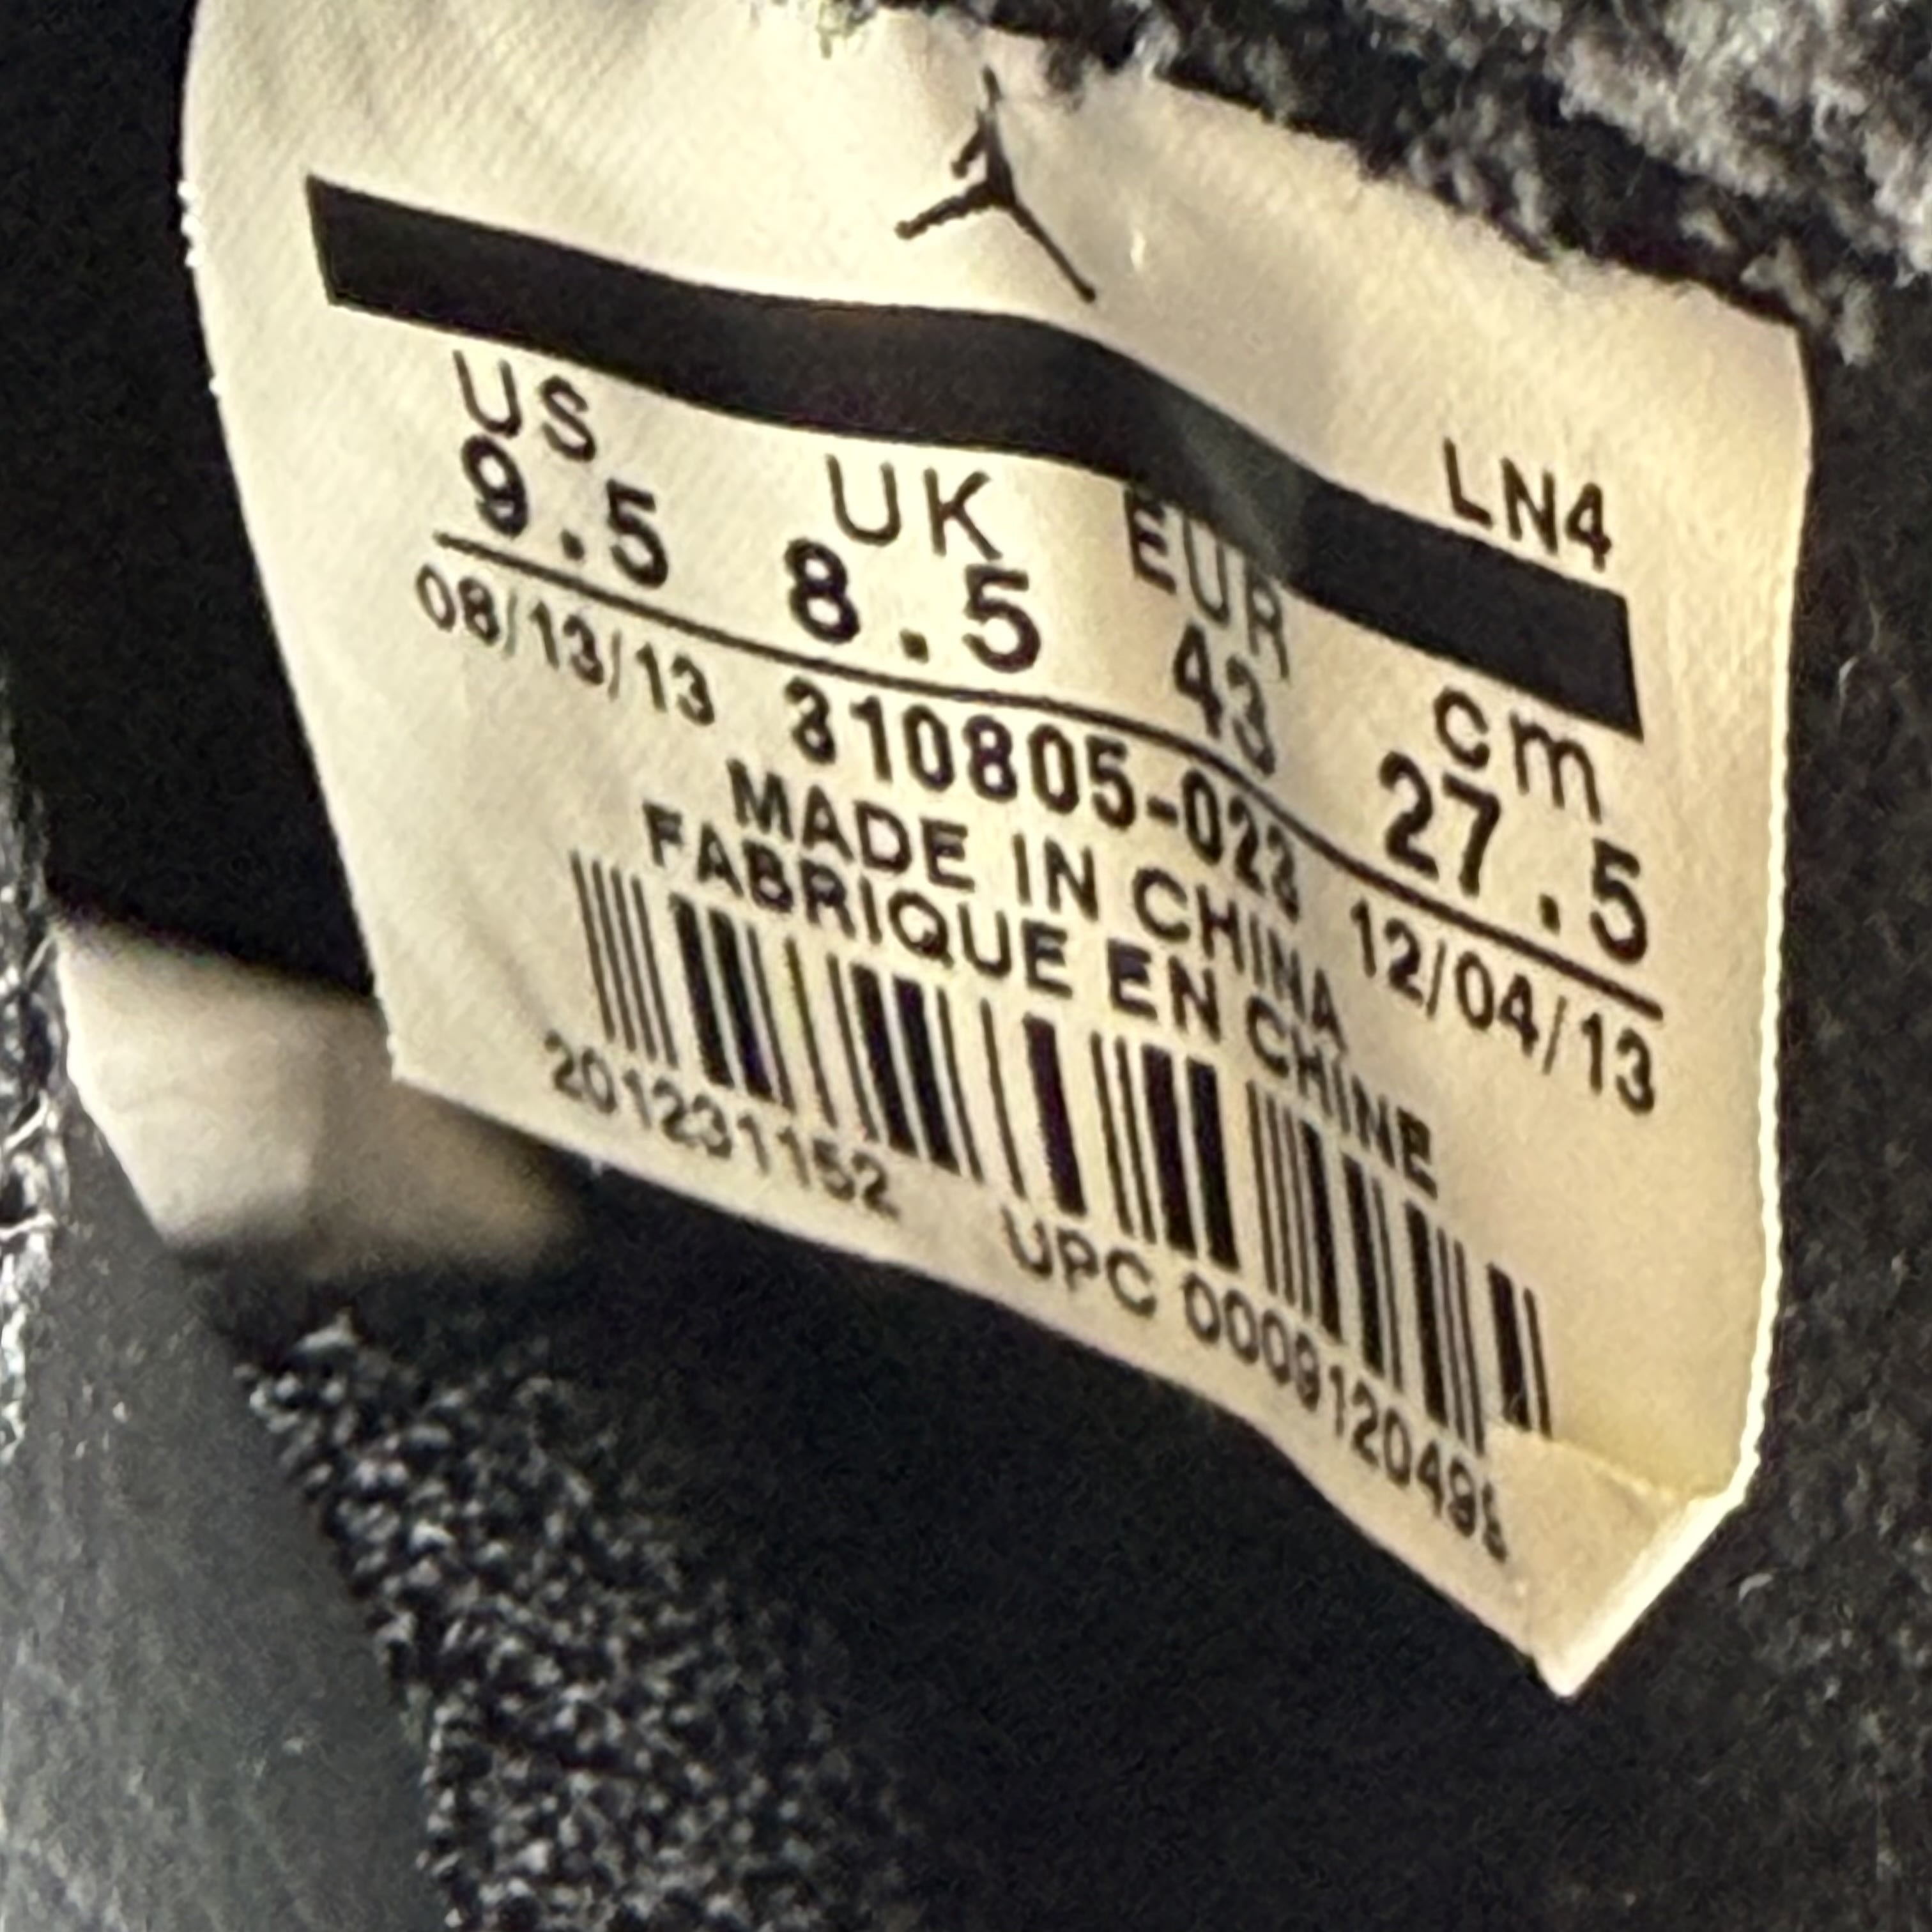 LN4
US UK EUR cm
9.5 8.5 43 27.5
08/13/13 310805-023 12/04/13
MADE IN CHINA
FABRIQUE EN CHINE
201231152 UPC 00091204